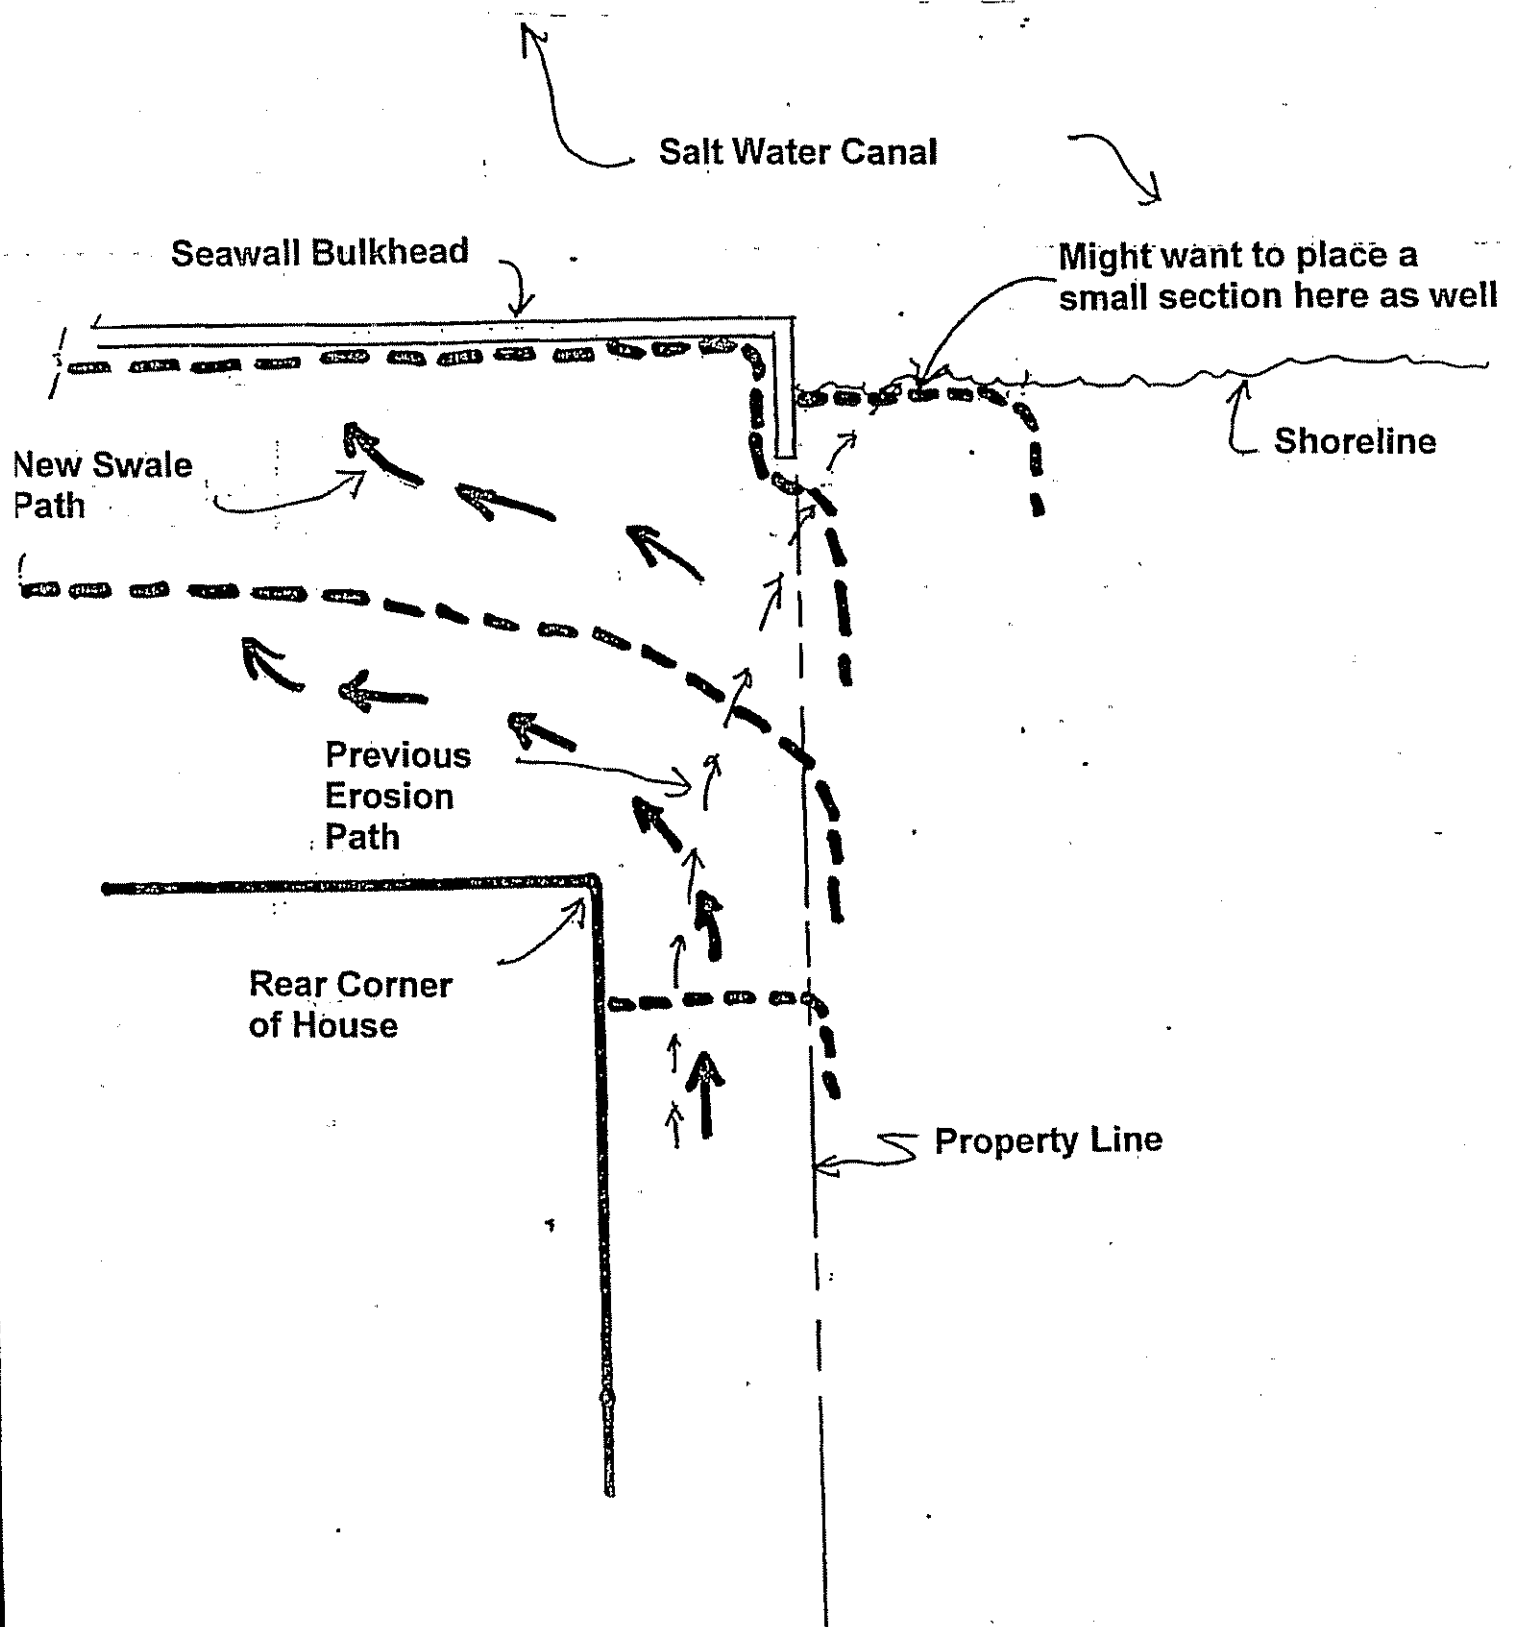 Salt Water Canal
Seawall Bulkhead
Might want to place a
small section here as well
Shoreline
New Swale
Path
Previous
Erosion
Path
Rear Corner
of House
Property Line